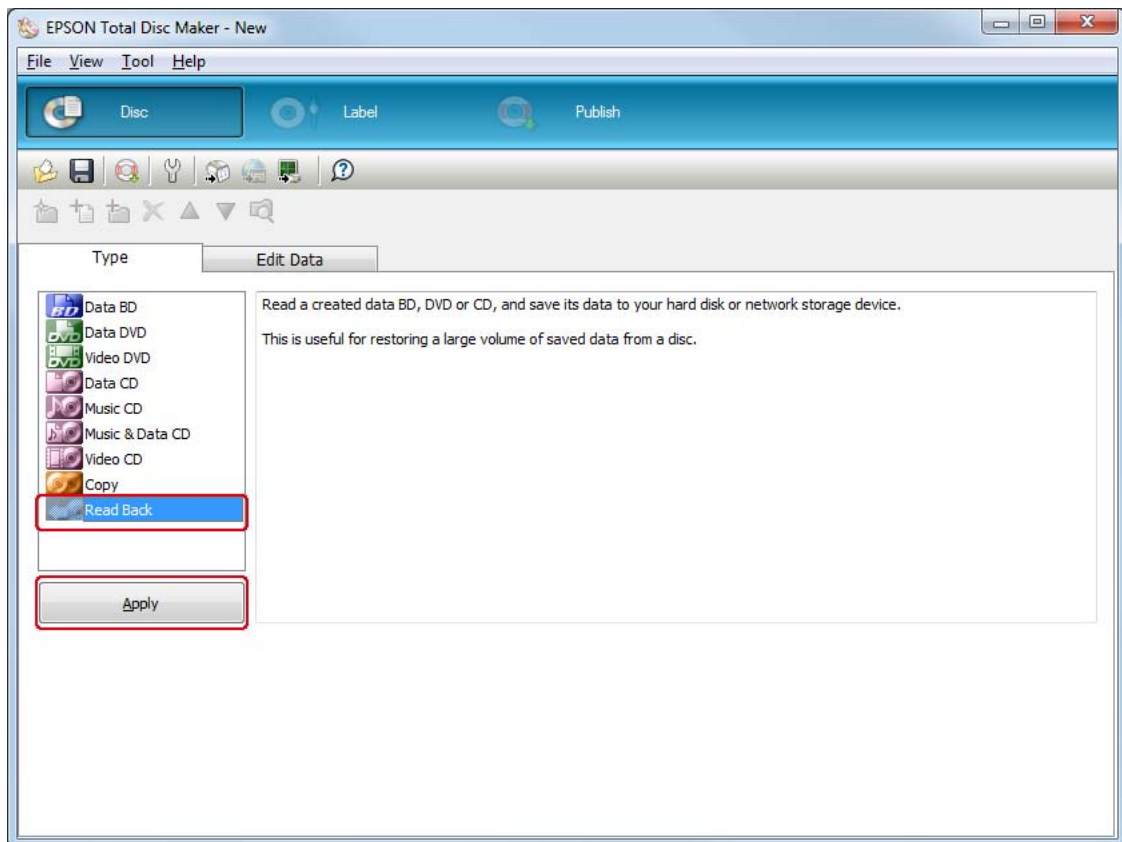 EPSON Total Disc Maker - New
File View Tool Help
Disc Label Publish
Type Edit Data
Data BD
Data DVD
Video DVD
Data CD
Music CD
Music & Data CD
Video CD
Copy
Read Back
Apply
Read a created data BD, DVD or CD, and save its data to your hard disk or network storage device.
This is useful for restoring a large volume of saved data from a disc.